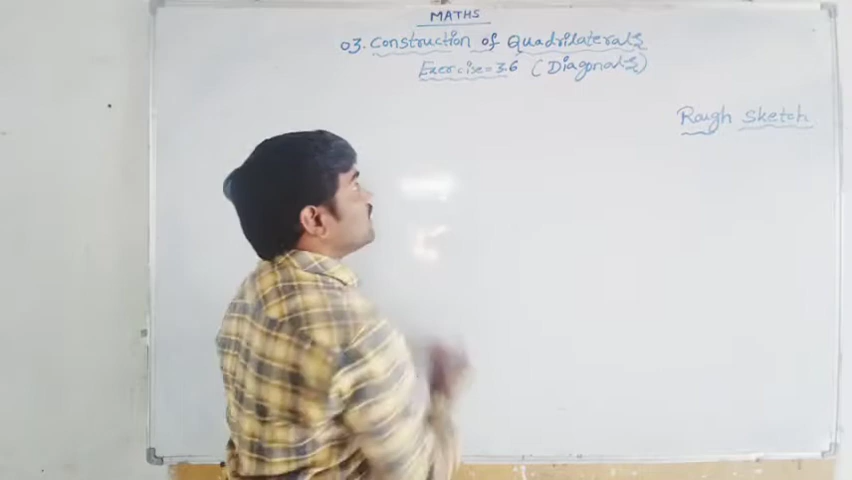 MATHS
03. Construction of Quadrilaterals
Exercise = 3.6 (Diagonals)
Rough Sketch